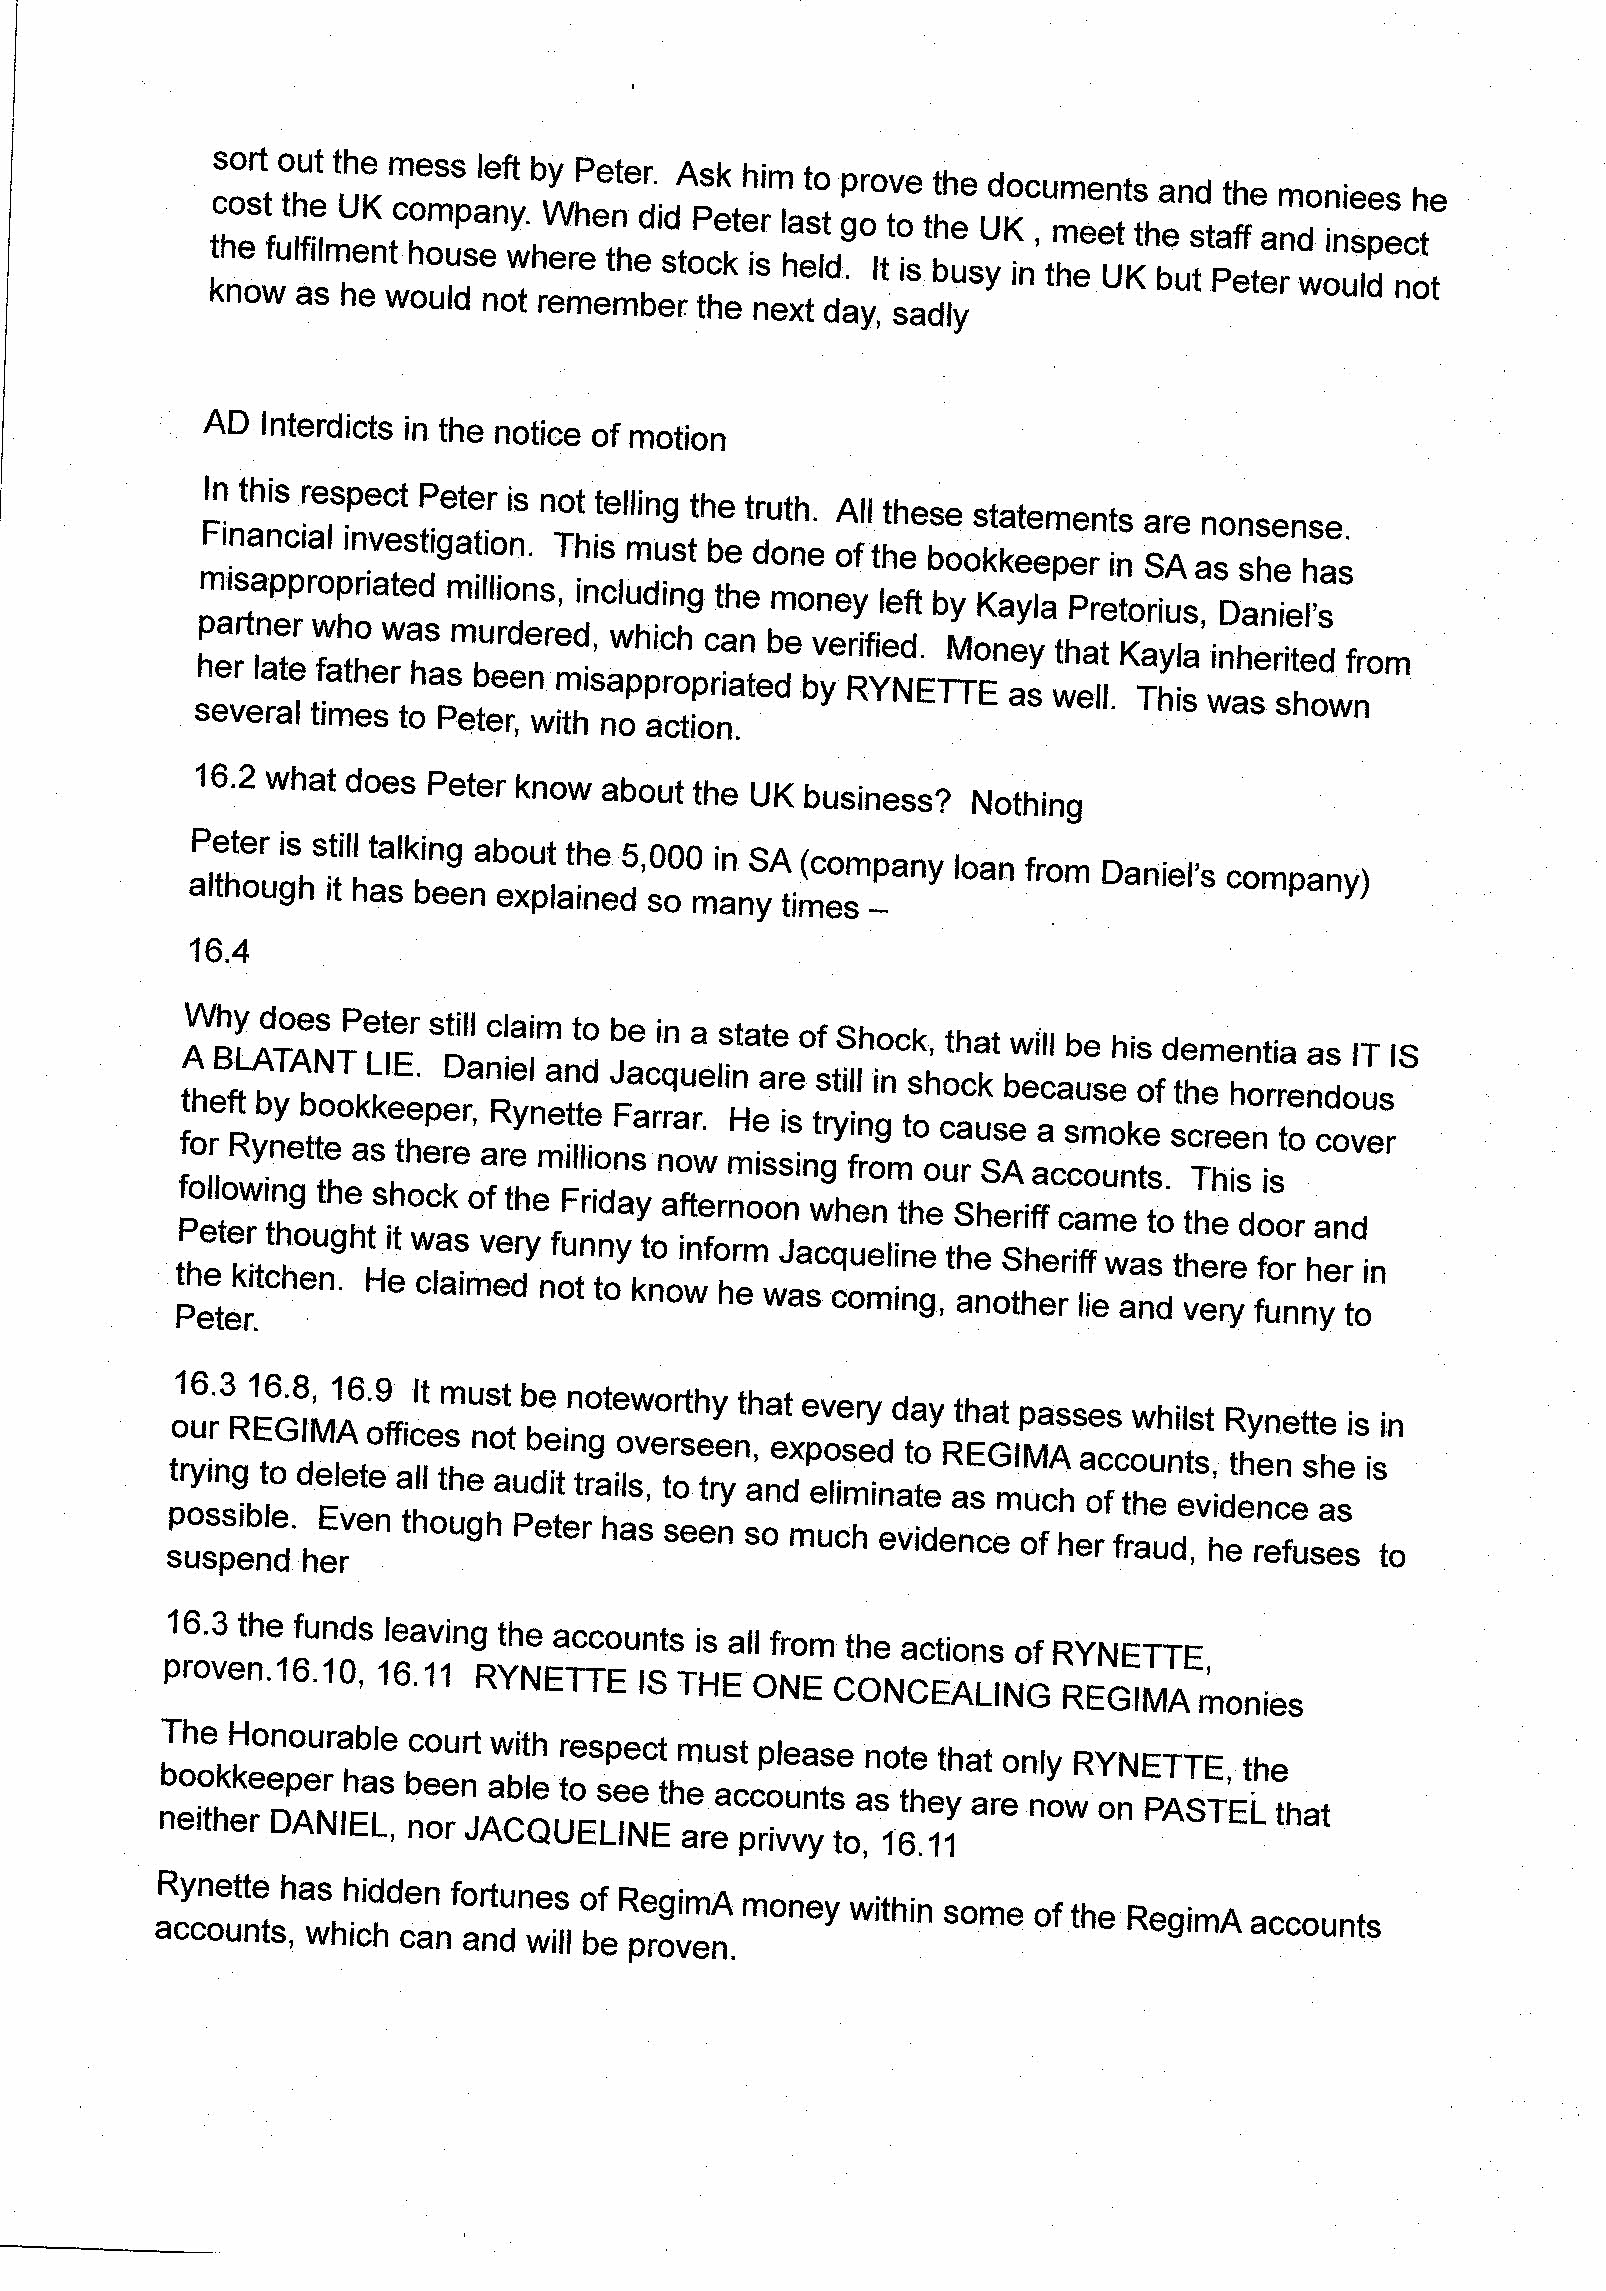 sort out the mess left by Peter. Ask him to prove the documents and the moniees he
cost the UK company. When did Peter last go to the UK , meet the staff and inspect
the fulfilment house where the stock is held. It is busy in the UK but Peter would not
know as he would not remember the next day, sadly
AD Interdicts in the notice of motion
In this respect Peter is not telling the truth. All these statements are nonsense.
Financial investigation. This must be done of the bookkeeper in SA as she has
misappropriated millions, including the money left by Kayla Pretorius, Daniel's
partner who was murdered, which can be verified. Money that Kayla inherited from
her late father has been misappropriated by RYNETTE as well. This was shown
several times to Peter, with no action.
16.2 what does Peter know about the UK business? Nothing
Peter is still talking about the 5,000 in SA (company loan from Daniel's company)
although it has been explained so many times –
16.4
Why does Peter still claim to be in a state of Shock, that will be his dementia as IT IS
A BLATANT LIE. Daniel and Jacquelin are still in shock because of the horrendous
theft by bookkeeper, Rynette Farrar. He is trying to cause a smoke screen to cover
for Rynette as there are millions now missing from our SA accounts. This is
following the shock of the Friday afternoon when the Sheriff came to the door and
Peter thought it was very funny to inform Jacqueline the Sheriff was there for her in
the kitchen. He claimed not to know he was coming, another lie and very funny to
Peter.
16.3 16.8, 16.9 It must be noteworthy that every day that passes whilst Rynette is in
our REGIMA offices not being overseen, exposed to REGIMA accounts, then she is
trying to delete all the audit trails, to try and eliminate as much of the evidence as
possible. Even though Peter has seen so much evidence of her fraud, he refuses to
suspend her
16.3 the funds leaving the accounts is all from the actions of RYNETTE,
proven.16.10, 16.11 RYNETTE IS THE ONE CONCEALING REGIMA monies
The Honourable court with respect must please note that only RYNETTE, the
bookkeeper has been able to see the accounts as they are now on PASTEL that
neither DANIEL, nor JACQUELINE are privvy to, 16.11
Rynette has hidden fortunes of RegimA money within some of the RegimA accounts
accounts, which can and will be proven.